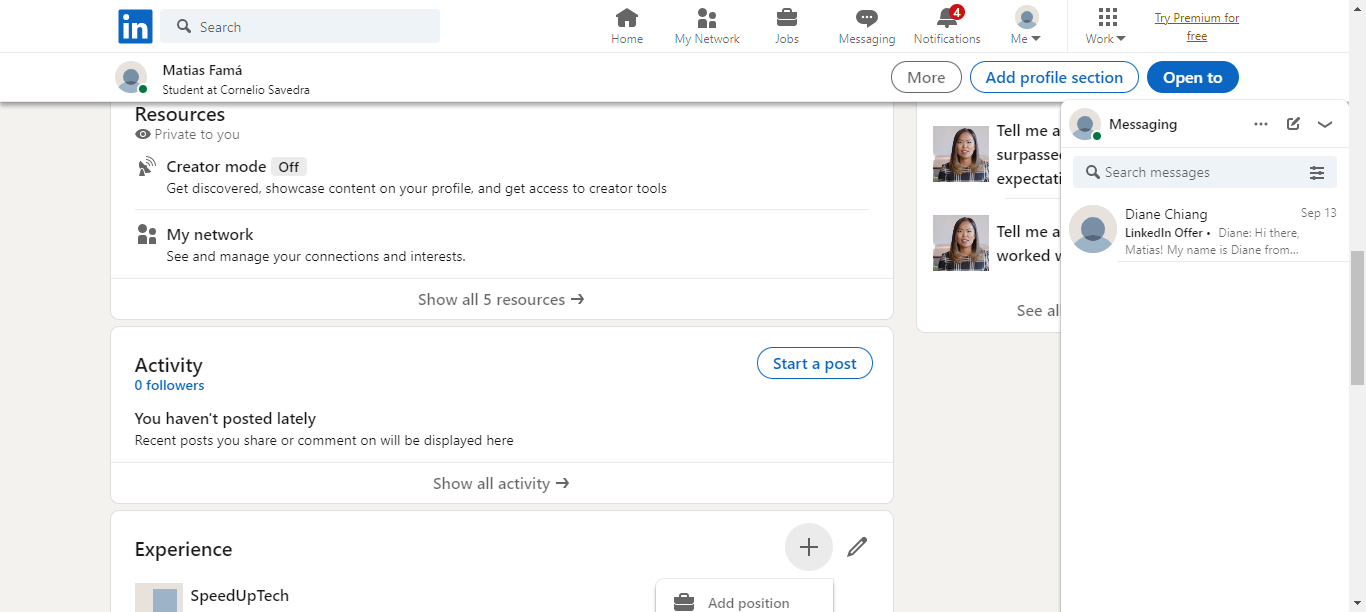 in
Search
Home
My Network
Jobs
Messaging
4
Notifications
Me
Work
Try Premium for
free
Matias Famá
Student at Cornelio Savedra
More
Add profile section
Open to
Resources
Private to you
Creator mode Off
Get discovered, showcase content on your profile, and get access to creator tools
My network
See and manage your connections and interests.
Show all 5 resources →
Activity
0 followers
Start a post
You haven't posted lately
Recent posts you share or comment on will be displayed here
Show all activity →
Experience
SpeedUpTech
Add position
Tell me a
surpassed
expectati
Tell me a
worked w
See all
Messaging
Search messages
Diane Chiang
Sep 13
LinkedIn Offer • Diane: Hi there,
Matias! My name is Diane from...